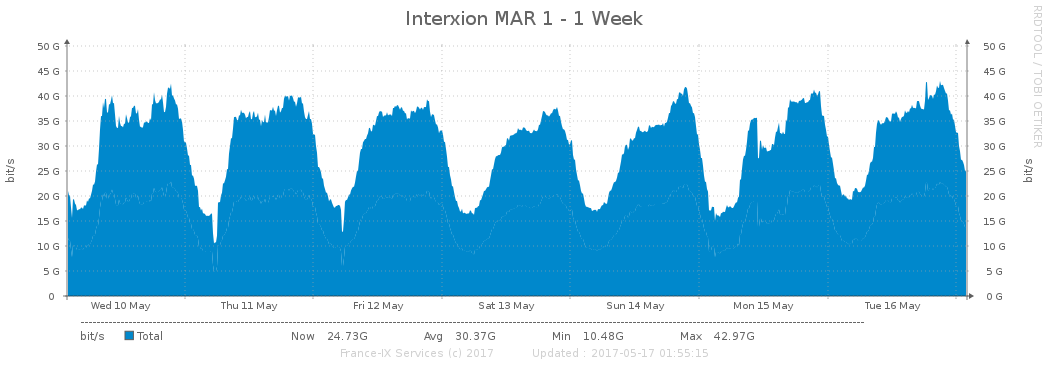 Interxion MAR 1 - 1 Week
RRDTOOL / TOBI OETIKER
50 G 50 G
45 G 45 G
40 G 40 G
35 G 35 G
30 G 30 G
25 G 25 G
20 G 20 G
15 G 15 G
10 G 10 G
5 G 5 G
0 0 G
bit/s
bit/s
Wed 10 May Thu 11 May Fri 12 May Sat 13 May Sun 14 May Mon 15 May Tue 16 May
bit/s Total Now 24.73G Avg 30.37G Min 10.48G Max 42.97G
France-IX Services (c) 2017 Updated : 2017-05-17 01:55:15